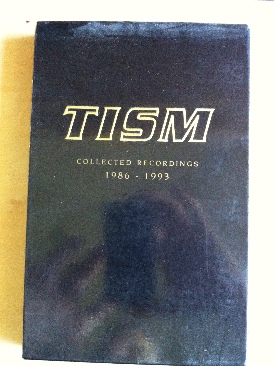 TISM
COLLECTED RECORDINGS
1986 - 1993